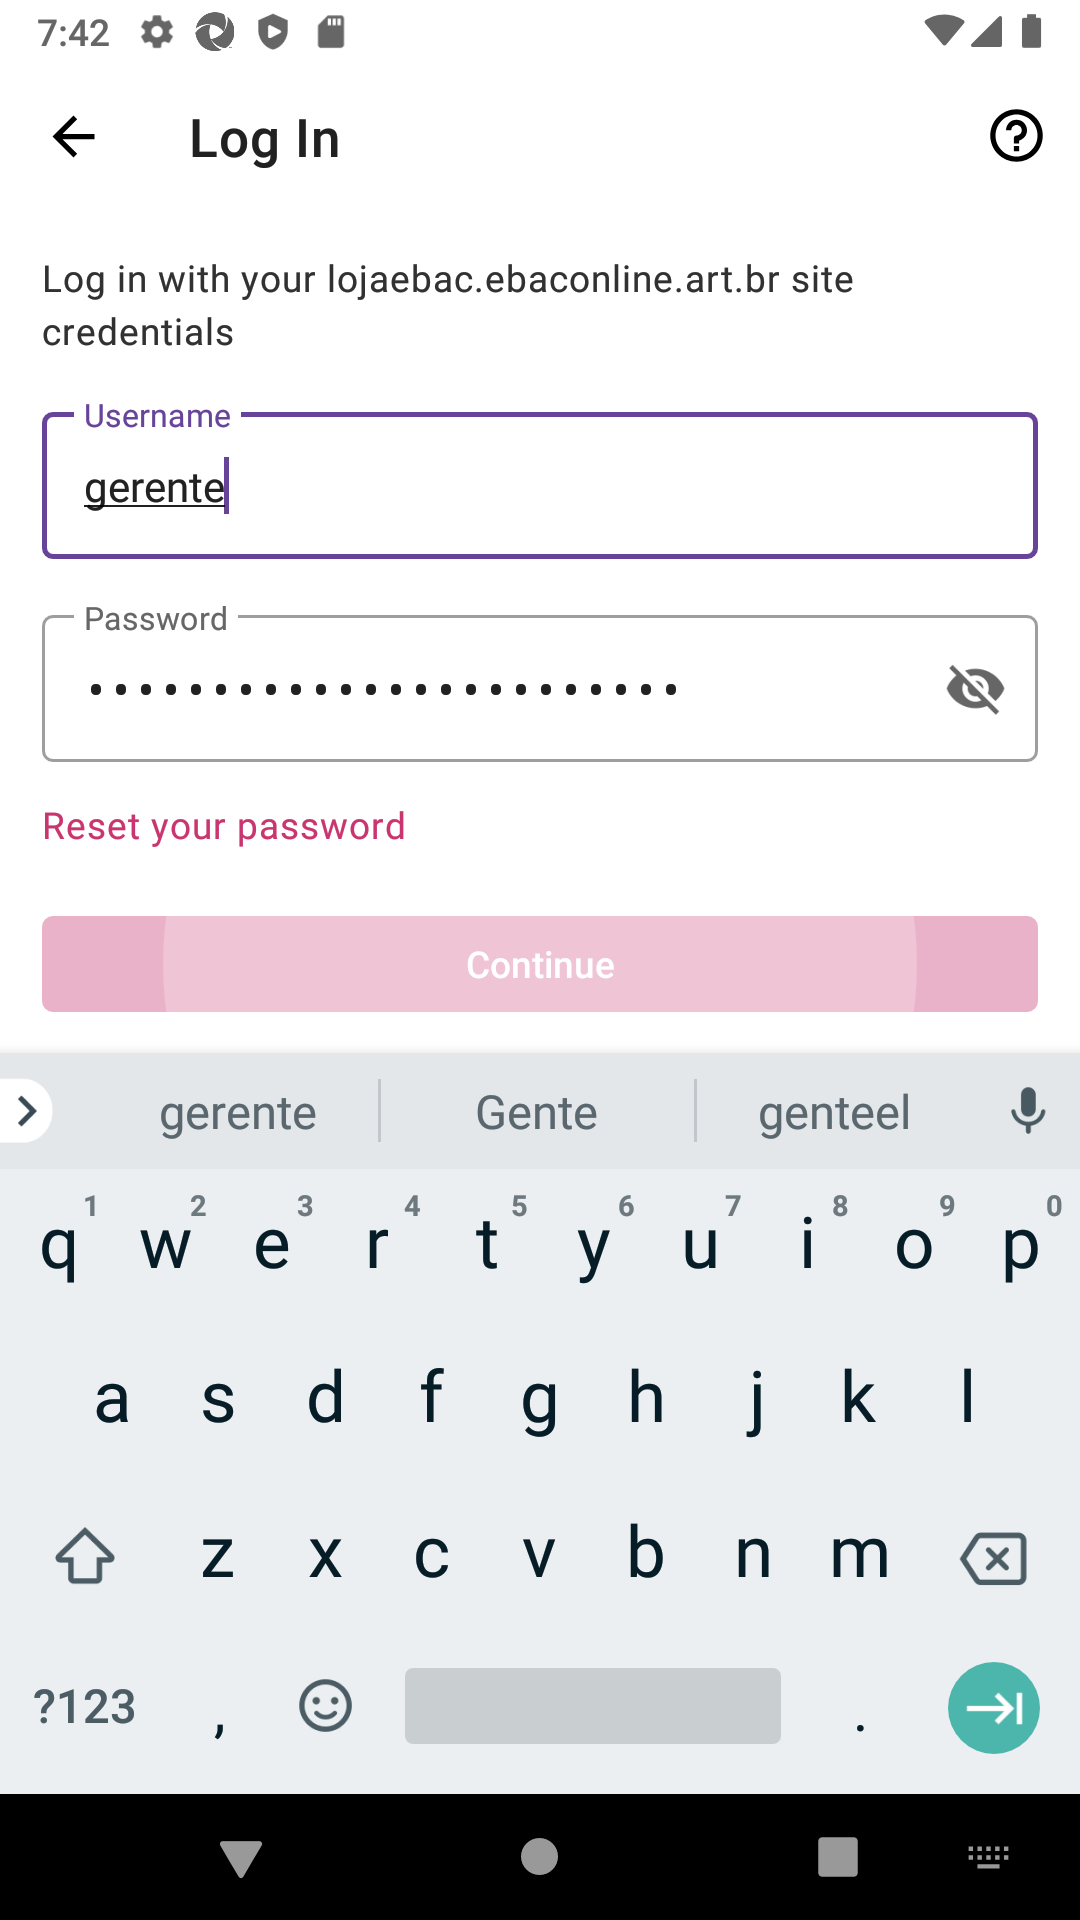 7:42
Log In
Log in with your lojaebac.ebaconline.art.br site
credentials
Username
gerente
Password
••••••••••••••••••••••••
Reset your password
Continue
gerente Gente genteel
1 2 3 4 5 6 7 8 9 0
q w e r t y u i o p
a s d f g h j k l
z x c v b n m
?123 , .